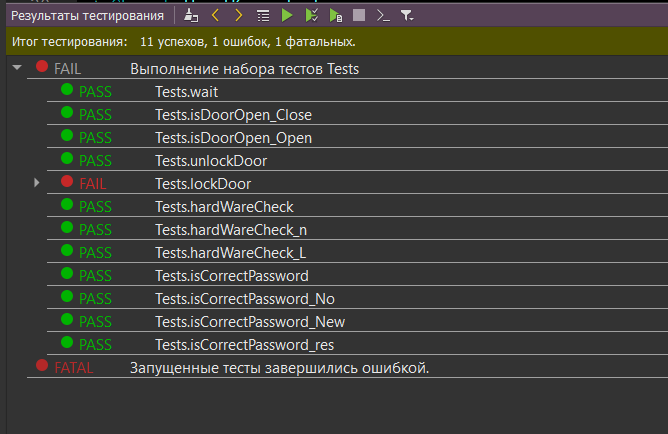 Результаты тестирования
Итог тестирования: 11 успехов, 1 ошибок, 1 фатальных.
FAIL Выполнение набора тестов Tests
PASS Tests.wait
PASS Tests.isDoorOpen_Close
PASS Tests.isDoorOpen_Open
PASS Tests.unlockDoor
FAIL Tests.lockDoor
PASS Tests.hardWareCheck
PASS Tests.hardWareCheck_n
PASS Tests.hardWareCheck_L
PASS Tests.isCorrectPassword
PASS Tests.isCorrectPassword_No
PASS Tests.isCorrectPassword_New
PASS Tests.isCorrectPassword_res
FATAL Запущенные тесты завершились ошибкой.